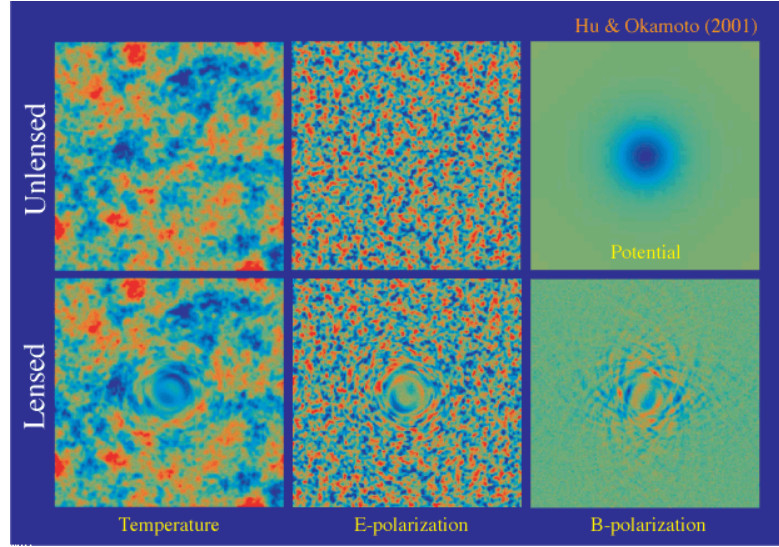 Hu & Okamoto (2001)
Unlensed
Potential
Lensed
Temperature
E-polarization
B-polarization